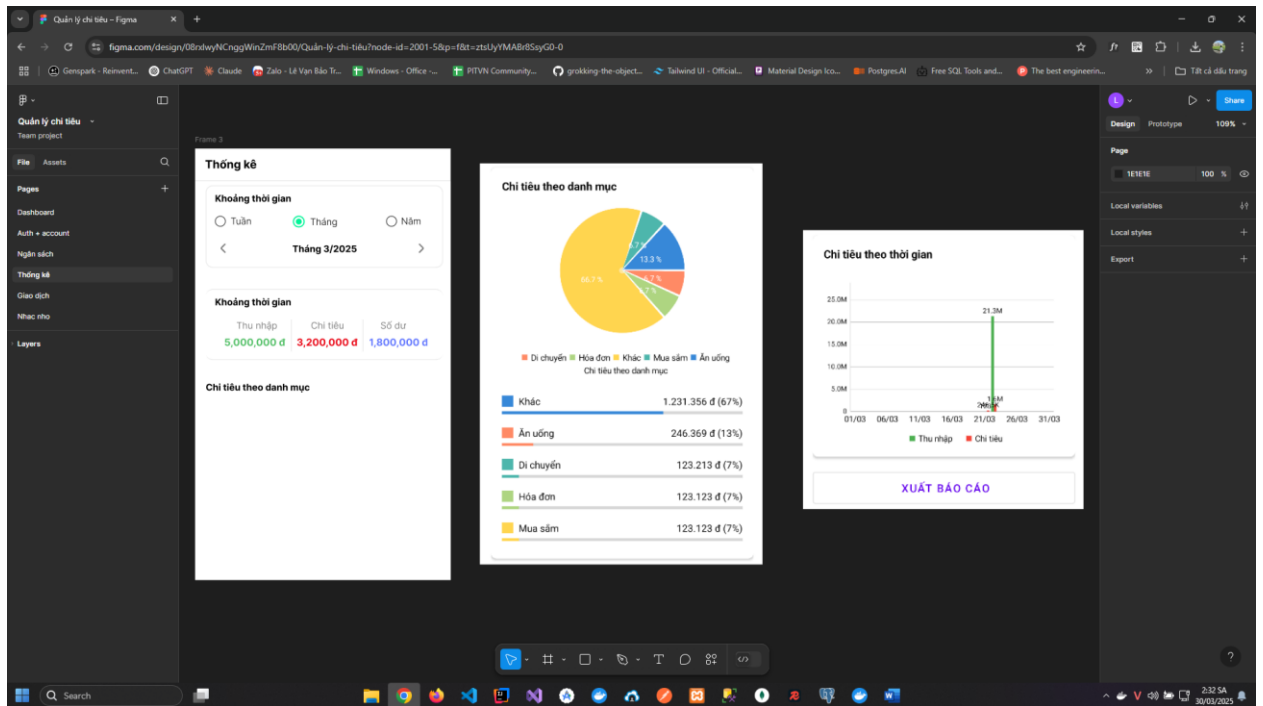 Quản lý chi tiêu – Figma
figma.com/design/08rxlwyNCnggWinZmF8b00/Quản-lý-chi-tiêu?node-id=2001-5&p=f&t=ztsUyYMABr8SsyG0-0
Genspark - Reinvent...
ChatGPT
Claude
Zalo - Lê Văn Bảo Tr...
Windows - Office -...
PITVN Community...
grokking-the-object...
Tailwind UI - Official...
Material Design Ico...
Postgres.AI
Free SQL Tools and...
The best engineerin...
Tất cả dấu trang
Quản lý chi tiêu
Team project
File
Assets
Pages
Dashboard
Auth + account
Ngân sách
Thống kê
Giao dịch
Nhac nho
Layers
Frame 3
Thống kê
Khoảng thời gian
Tuần
Tháng
Năm
Tháng 3/2025
Khoảng thời gian
Thu nhập
Chi tiêu
Số dư
5,000,000 đ
3,200,000 đ
1,800,000 đ
Chi tiêu theo danh mục
Chi tiêu theo danh mục
13.3 %
Di chuyển
Hóa đơn
Khác
Mua sắm
Ăn uống
Chi tiêu theo danh mục
Khác
1.231.356 đ (67%)
Ăn uống
246.369 đ (13%)
Di chuyển
123.213 đ (7%)
Hóa đơn
123.123 đ (7%)
Mua sắm
123.123 đ (7%)
Chi tiêu theo thời gian
25.0M
21.3M
20.0M
15.0M
10.0M
5.0M
0
01/03
06/03
11/03
16/03
21/03
26/03
31/03
Thu nhập
Chi tiêu
XUẤT BÁO CÁO
L
Share
Design
Prototype
109%
Page
1E1E1E
100
%
Local variables
Local styles
Export
?
Search
2:32 SA
30/03/2025